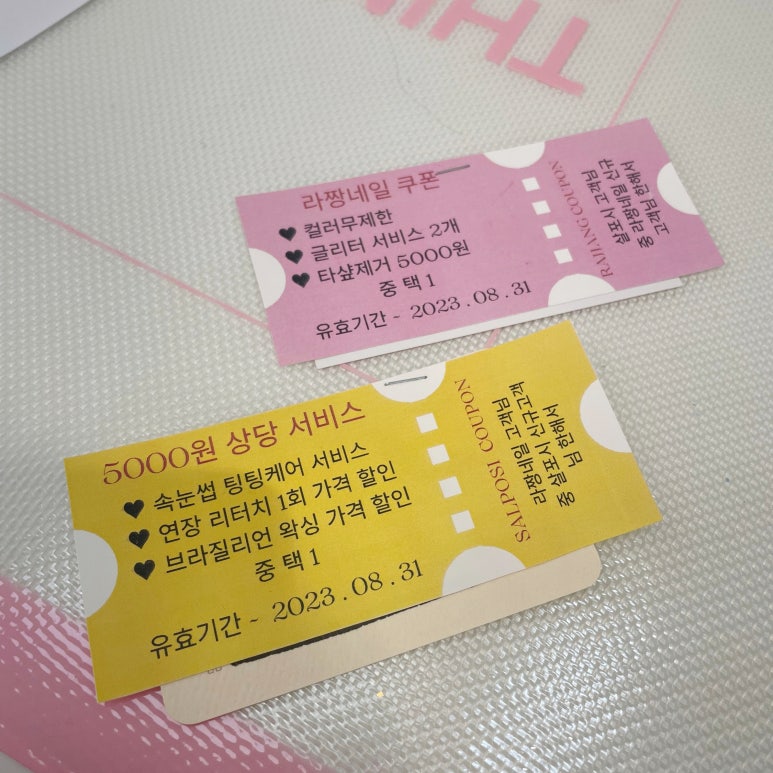 THIN
라짱네일 쿠폰
컬러무제한
글리터 서비스 2개
타샾제거 5000원
중 택 1
유효기간 ~ 2023.08.31
RAJJANG COUPON
살포시 고객님
중 라짱네일 신규
고객님 한해서
5000원 상당 서비스
속눈썹 팅팅케어 서비스
연장 리터치 1회 가격 할인
브라질리언 왁싱 가격 할인
중 택 1
유효기간 ~ 2023.08.31
SALPOSI COUPON
라짱네일 고객님
중 살포시 신규고객
님 한해서